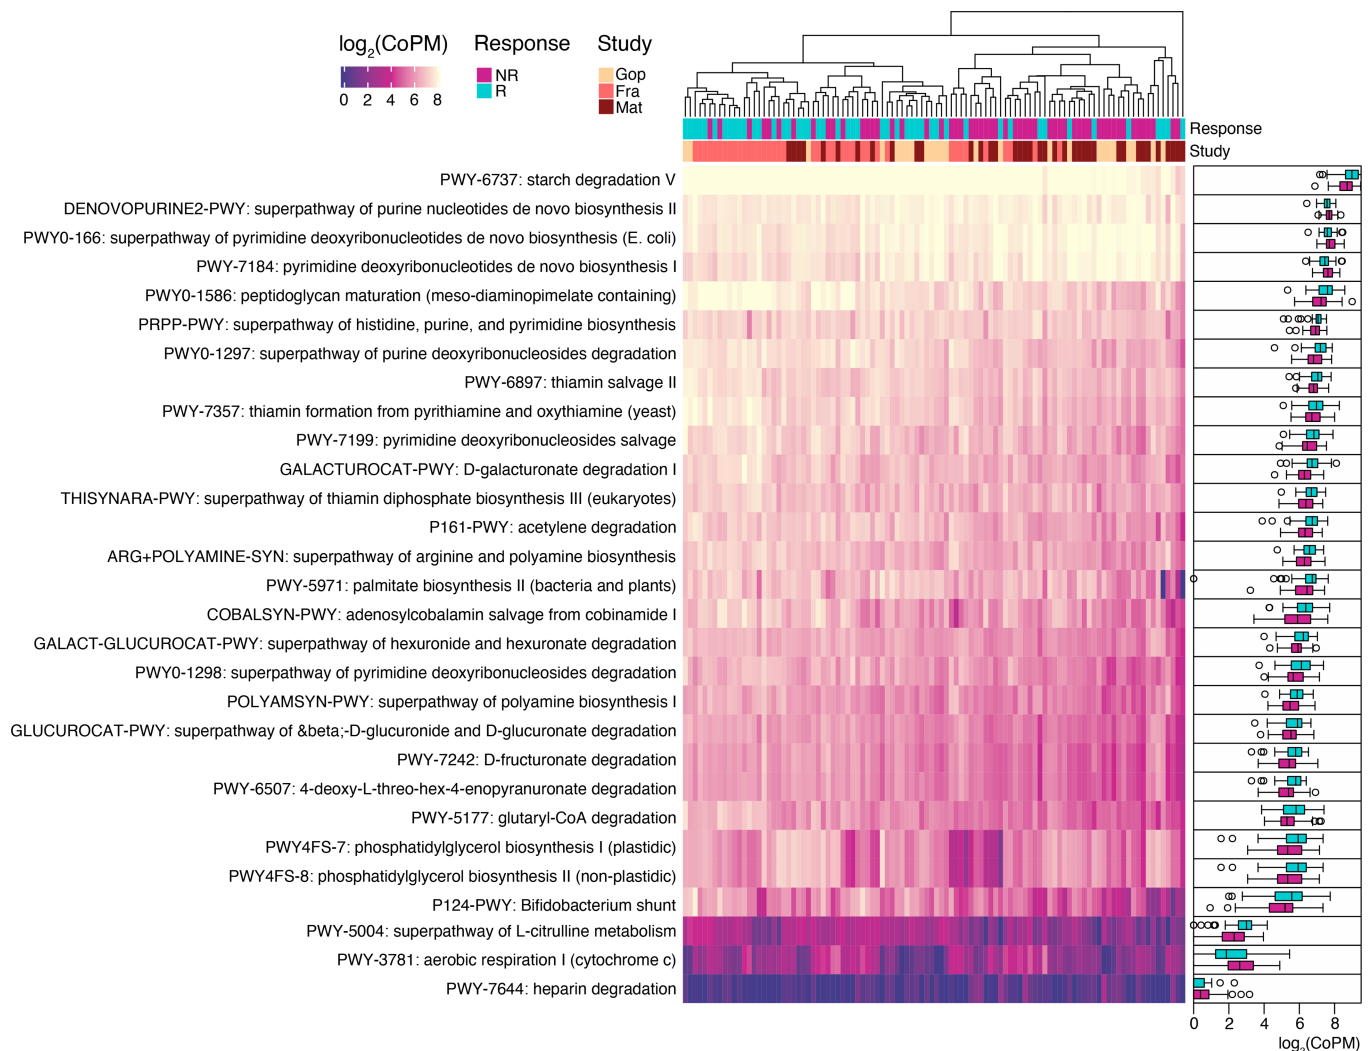 log2(CoPM) Response Study
0 2 4 6 8
NR
R
Gop
Fra
Mat
Response
Study
PWY-6737: starch degradation V
DENOVOPURINE2-PWY: superpathway of purine nucleotides de novo biosynthesis II
PWY0-166: superpathway of pyrimidine deoxyribonucleotides de novo biosynthesis (E. coli)
PWY-7184: pyrimidine deoxyribonucleotides de novo biosynthesis I
PWY0-1586: peptidoglycan maturation (meso-diaminopimelate containing)
PRPP-PWY: superpathway of histidine, purine, and pyrimidine biosynthesis
PWY0-1297: superpathway of purine deoxyribonucleosides degradation
PWY-6897: thiamin salvage II
PWY-7357: thiamin formation from pyrithiamine and oxythiamine (yeast)
PWY-7199: pyrimidine deoxyribonucleosides salvage
GALACTUROCAT-PWY: D-galacturonate degradation I
THISYNARA-PWY: superpathway of thiamin diphosphate biosynthesis III (eukaryotes)
P161-PWY: acetylene degradation
ARG+POLYAMINE-SYN: superpathway of arginine and polyamine biosynthesis
PWY-5971: palmitate biosynthesis II (bacteria and plants)
COBALSYN-PWY: adenosylcobalamin salvage from cobinamide I
GALACT-GLUCUROCAT-PWY: superpathway of hexuronide and hexuronate degradation
PWY0-1298: superpathway of pyrimidine deoxyribonucleosides degradation
POLYAMSYN-PWY: superpathway of polyamine biosynthesis I
GLUCUROCAT-PWY: superpathway of &beta;-D-glucuronide and D-glucuronate degradation
PWY-7242: D-fructuronate degradation
PWY-6507: 4-deoxy-L-threo-hex-4-enopyranuronate degradation
PWY-5177: glutaryl-CoA degradation
PWY4FS-7: phosphatidylglycerol biosynthesis I (plastidic)
PWY4FS-8: phosphatidylglycerol biosynthesis II (non-plastidic)
P124-PWY: Bifidobacterium shunt
PWY-5004: superpathway of L-citrulline metabolism
PWY-3781: aerobic respiration I (cytochrome c)
PWY-7644: heparin degradation
0 2 4 6 8
log2(CoPM)